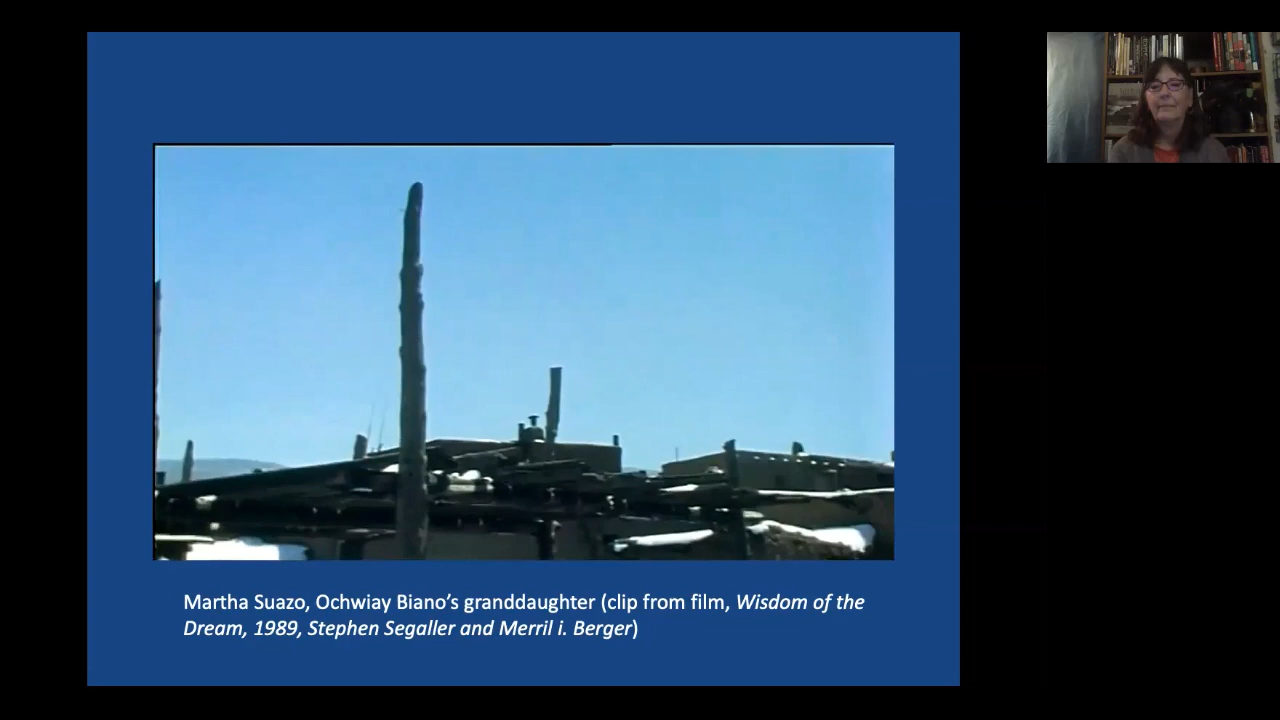 Martha Suazo, Ochwiay Biano's granddaughter (clip from film, Wisdom of the
Dream, 1989, Stephen Segaller and Merril i. Berger)